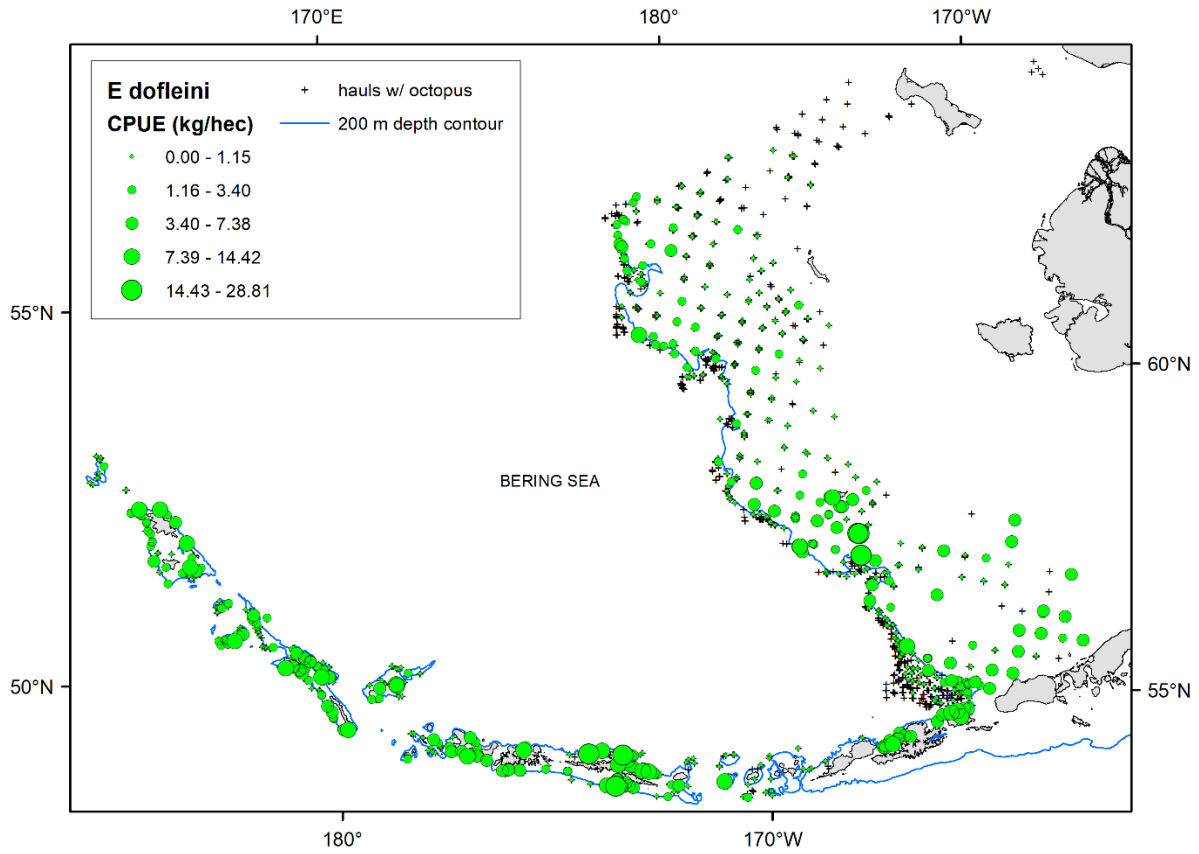 170°E 180° 170°W
E dofleini
CPUE (kg/hec)
0.00 - 1.15
1.16 - 3.40
3.40 - 7.38
7.39 - 14.42
14.43 - 28.81
hauls w/ octopus
200 m depth contour
55°N
60°N
BERING SEA
50°N
55°N
180° 170°W